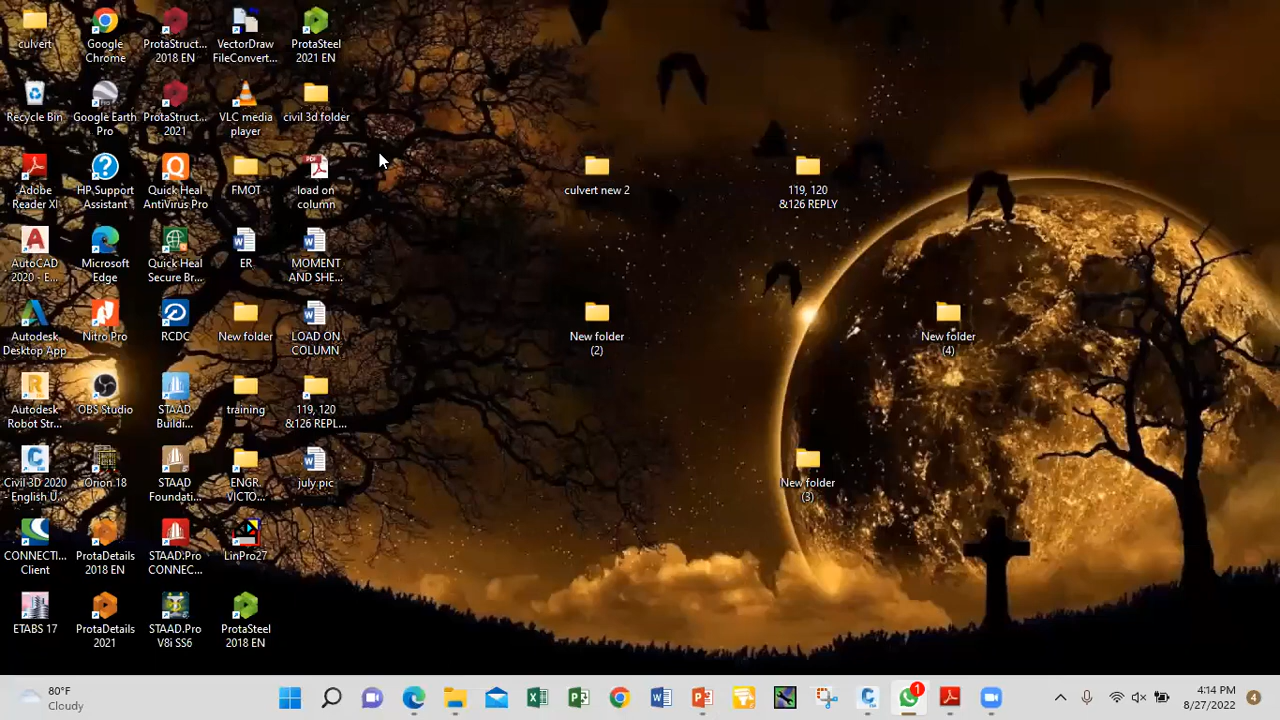 culvert
Google
Chrome
ProtaStruct...
2018 EN
VectorDraw
FileConvert...
ProtaSteel
2021 EN
Recycle Bin
Google Earth
Pro
ProtaStruct...
2021
VLC media
player
civil 3d folder
Adobe
Reader XI
HP Support
Assistant
Quick Heal
AntiVirus Pro
FMOT
load on
column
culvert new 2
119, 120
&126 REPLY
AutoCAD
2020 - E...
Microsoft
Edge
Quick Heal
Secure Br...
ER
MOMENT
AND SHE...
Autodesk
Desktop App
Nitro Pro
RCDC
New folder
LOAD ON
COLUMN
New folder
(2)
New folder
(4)
Autodesk
Robot Str...
OBS Studio
STAAD
Buildi...
training
119, 120
&126 REPL...
Civil 3D 2020
- English U...
Orion 18
STAAD
Foundati...
ENGR
VICTO...
july pic
New folder
(3)
CONNECTI...
Client
ProtaDetails
2018 EN
STAAD.Pro
CONNEC...
LinPro27
ETABS 17
ProtaDetails
2021
STAAD.Pro
V8i SS6
ProtaSteel
2018 EN
80°F
Cloudy
1
4:14 PM
8/27/2022
4